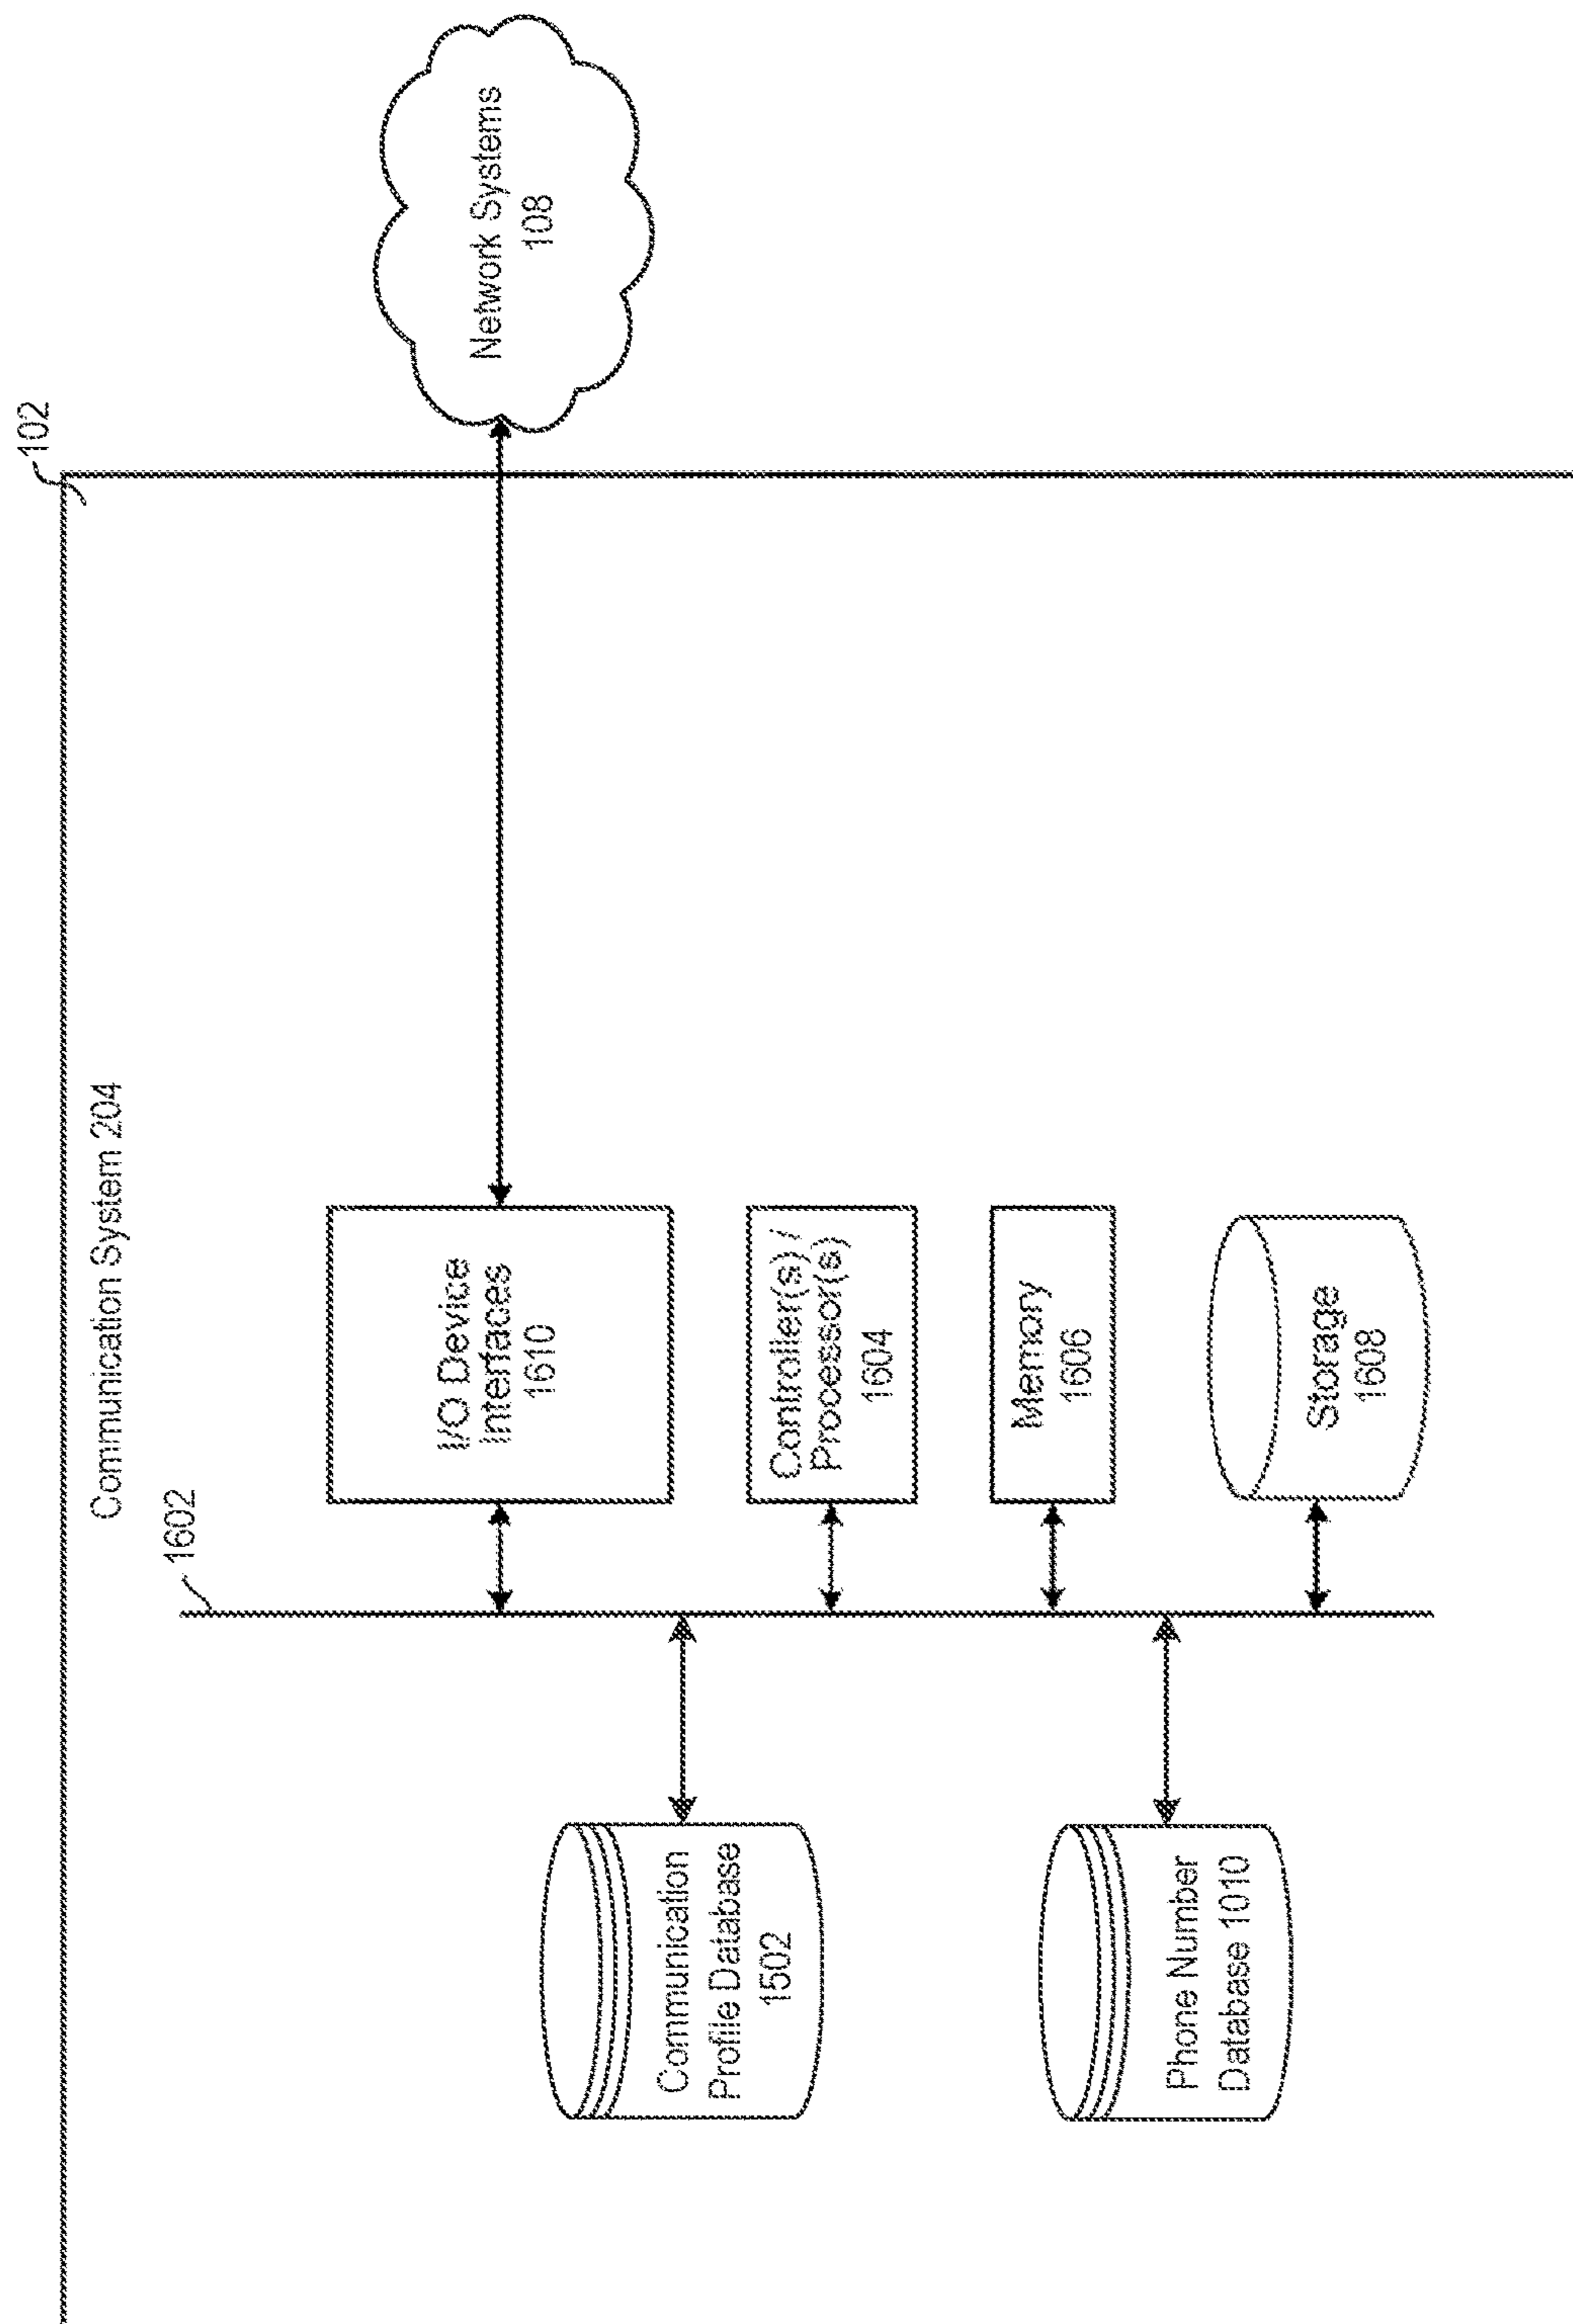 102
Communication System 204
1602
I/O Device
Interfaces
1610
Network Systems
108
Communication
Profile Database
1502
Controller(s) /
Processor(s)
1604
Memory
1606
Phone Number
Database 1010
Storage
1608